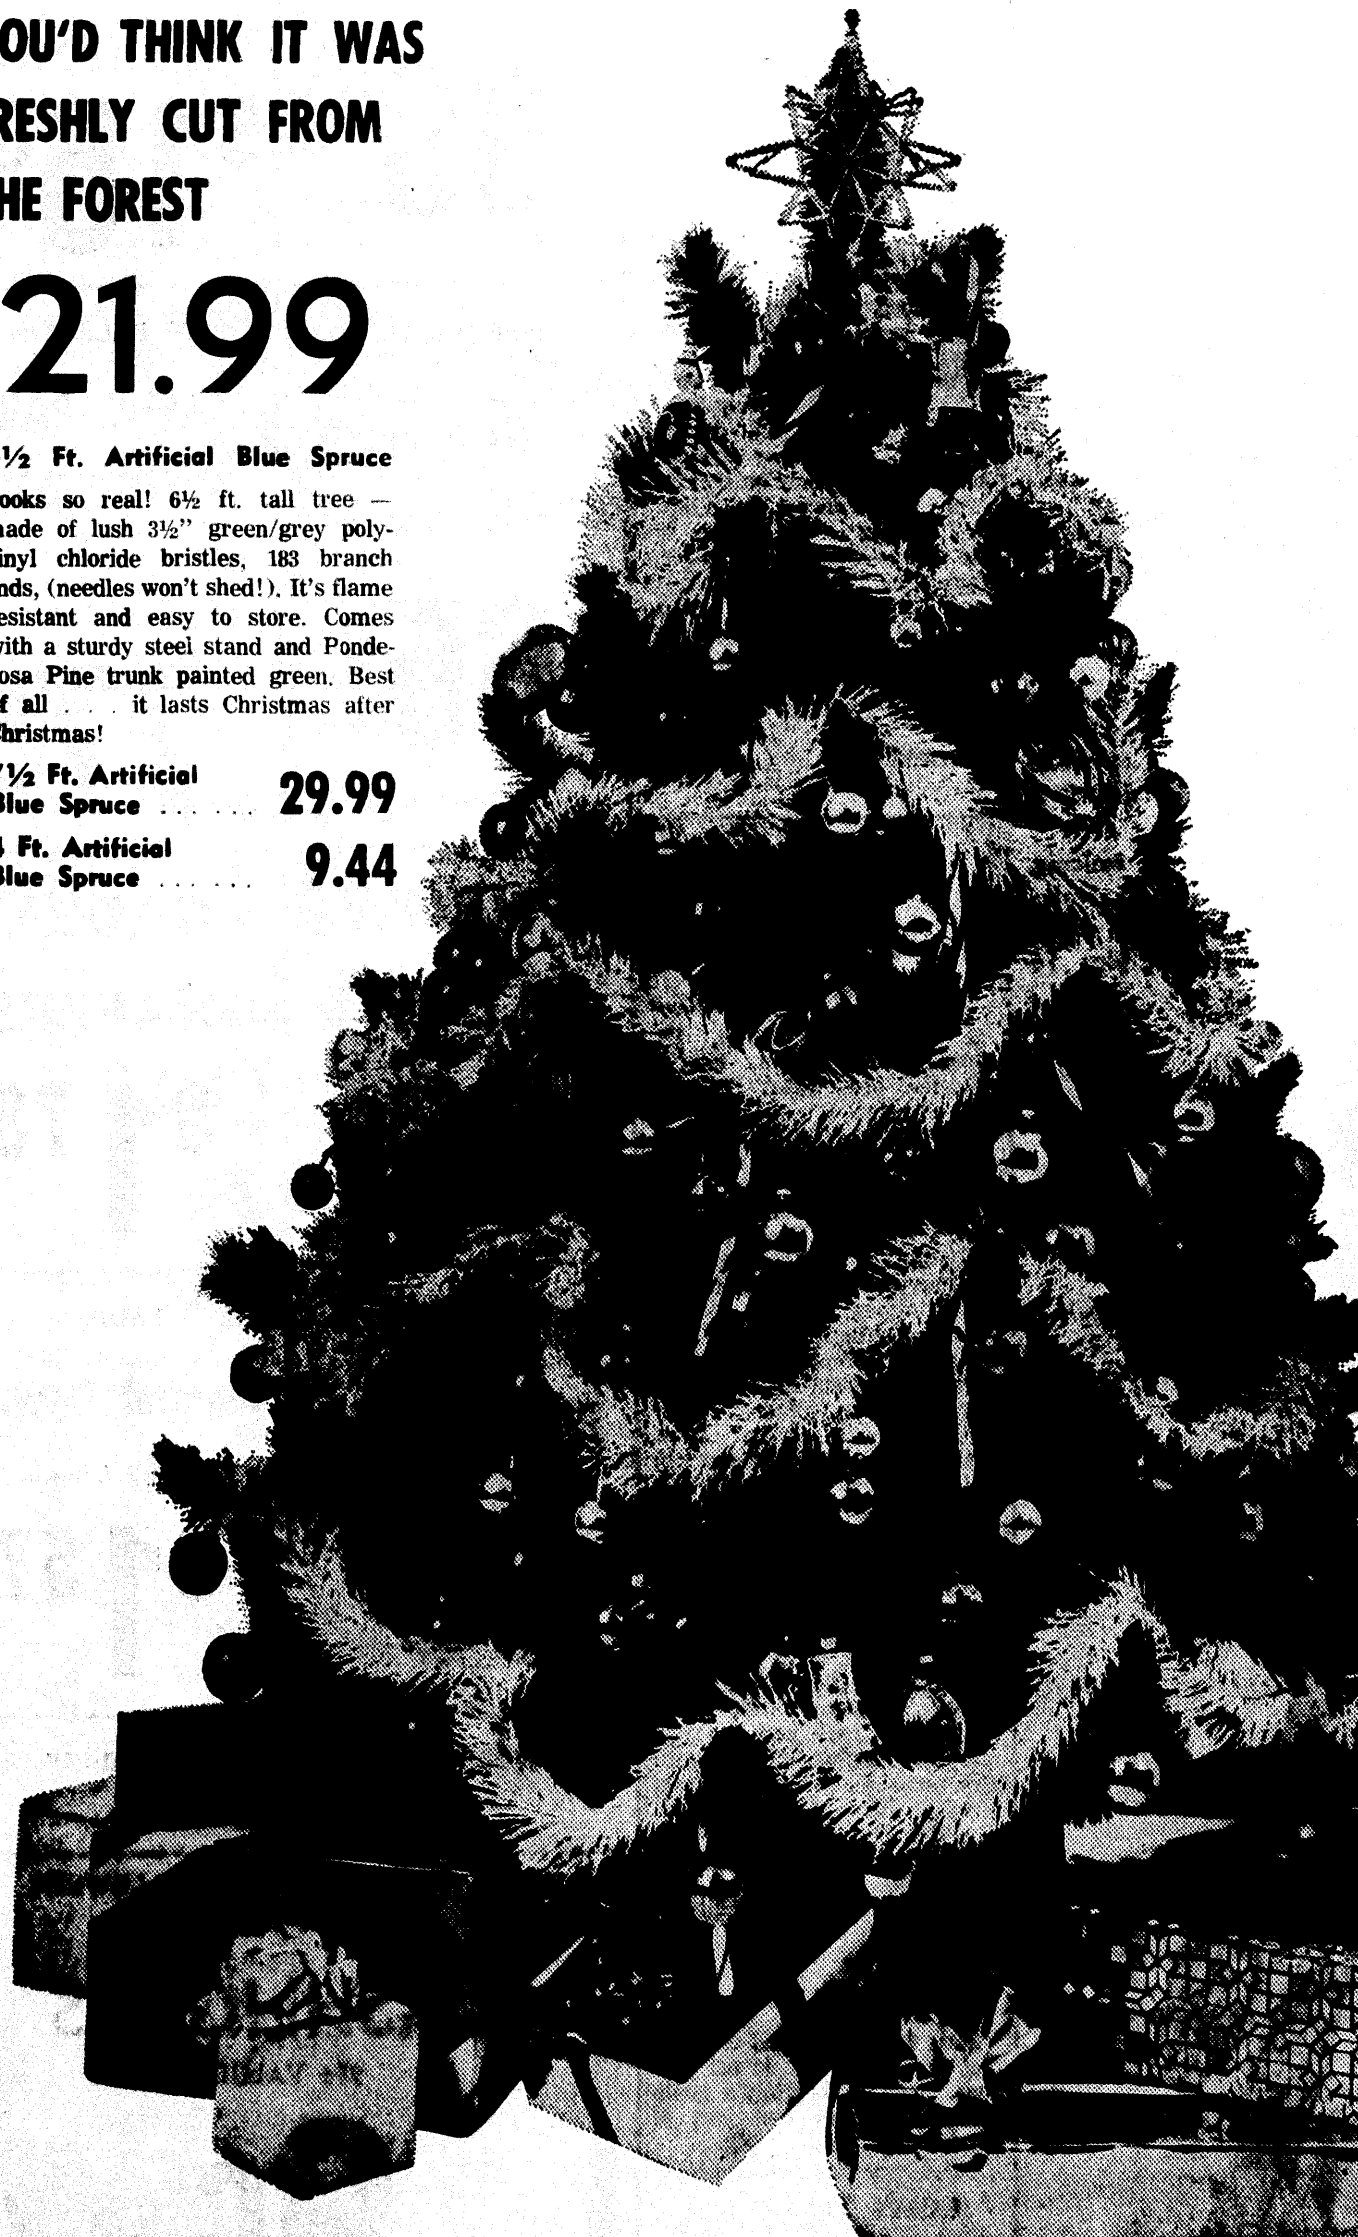 OU'D THINK IT WAS
RESHLY CUT FROM
HE FOREST
21.99
½ Ft. Artificial Blue Spruce
ooks so real! 6½ ft. tall tree —
ade of lush 3½” green/grey poly-
inyl chloride bristles, 183 branch
nds, (needles won't shed!). It's flame
esistant and easy to store. Comes
ith a sturdy steel stand and Ponde-
osa Pine trunk painted green. Best
f all . . . it lasts Christmas after
hristmas!
½ Ft. Artificial
Blue Spruce ...... 29.99
Ft. Artificial
Blue Spruce ...... 9.44